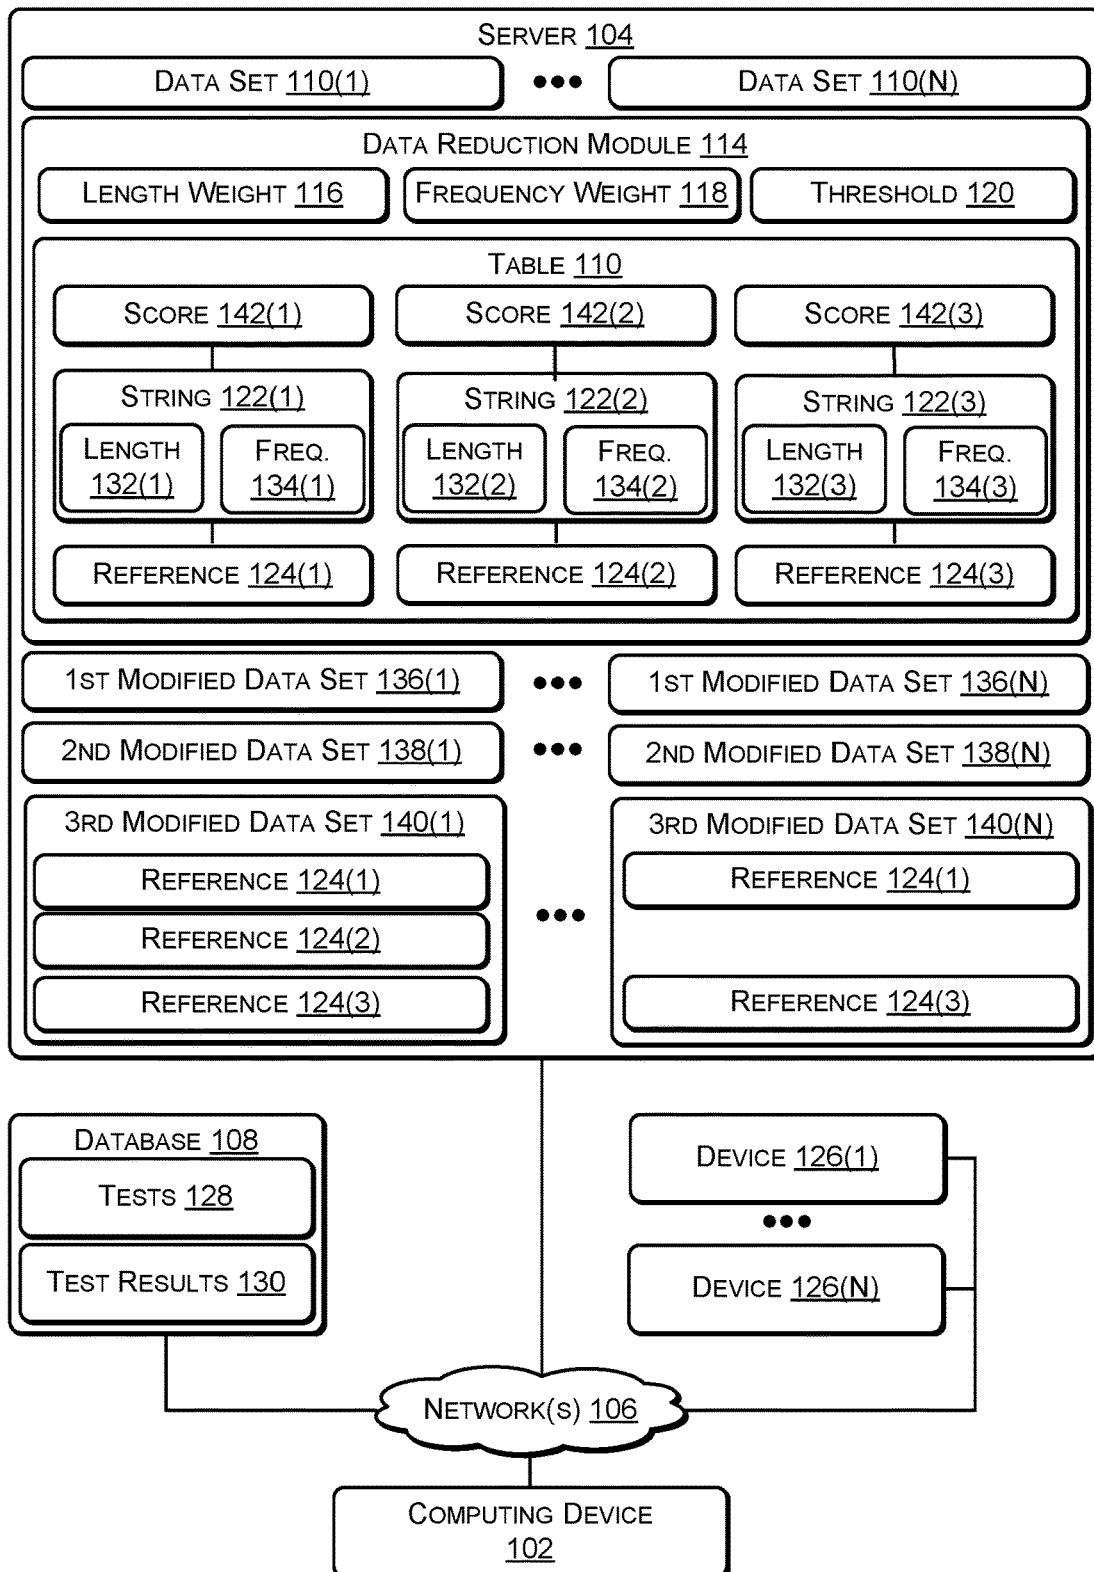 SERVER 104
DATA SET 110(1)
DATA SET 110(N)
DATA REDUCTION MODULE 114
LENGTH WEIGHT 116
FREQUENCY WEIGHT 118
THRESHOLD 120
TABLE 110
SCORE 142(1)
SCORE 142(2)
SCORE 142(3)
STRING 122(1)
STRING 122(2)
STRING 122(3)
LENGTH
132(1)
FREQ.
134(1)
LENGTH
132(2)
FREQ.
134(2)
LENGTH
132(3)
FREQ.
134(3)
REFERENCE 124(1)
REFERENCE 124(2)
REFERENCE 124(3)
1ST MODIFIED DATA SET 136(1)
1ST MODIFIED DATA SET 136(N)
2ND MODIFIED DATA SET 138(1)
2ND MODIFIED DATA SET 138(N)
3RD MODIFIED DATA SET 140(1)
REFERENCE 124(1)
REFERENCE 124(2)
REFERENCE 124(3)
3RD MODIFIED DATA SET 140(N)
REFERENCE 124(1)
REFERENCE 124(3)
DATABASE 108
TESTS 128
TEST RESULTS 130
DEVICE 126(1)
DEVICE 126(N)
NETWORK(S) 106
COMPUTING DEVICE
102